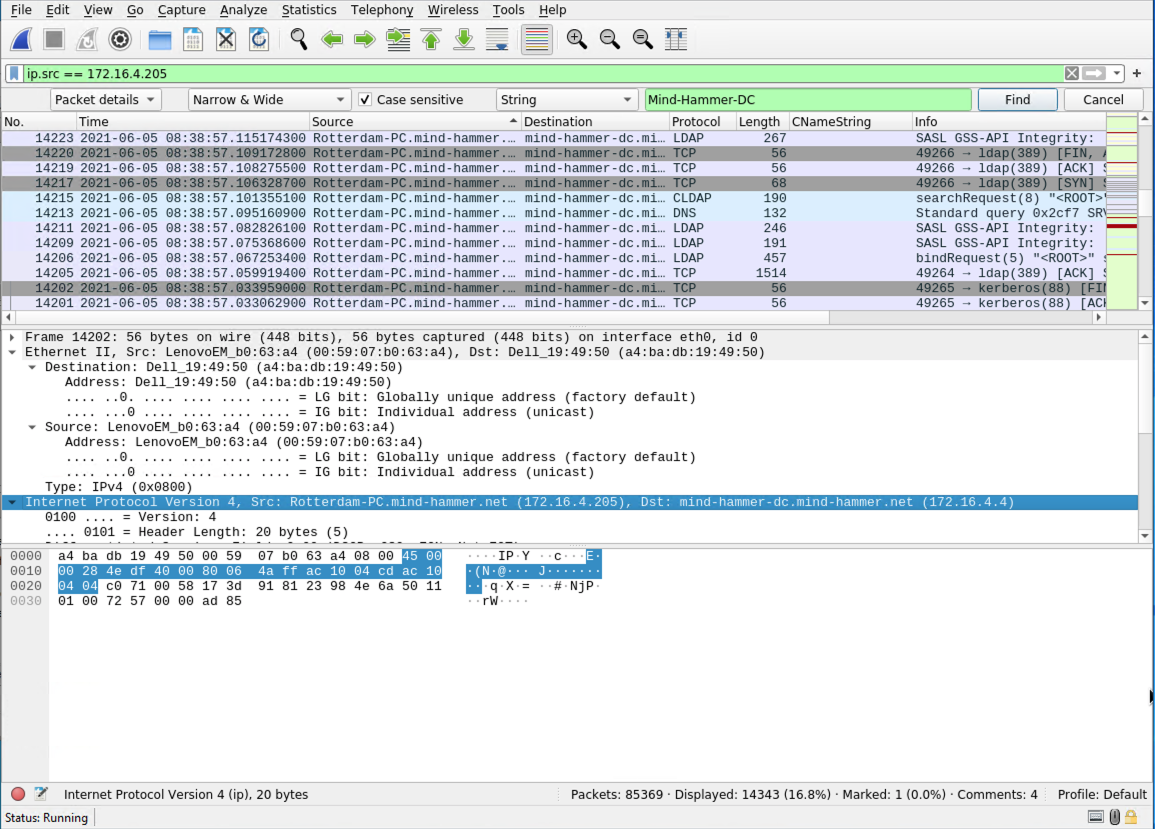 File Edit View Go Capture Analyze Statistics Telephony Wireless Tools Help
ip.src == 172.16.4.205
Packet details Narrow & Wide Case sensitive String Mind-Hammer-DC Find Cancel
No. Time Source Destination Protocol Length CNameString Info
14223 2021-06-05 08:38:57.115174300 Rotterdam-PC.mind-hammer.… mind-hammer-dc.mi… LDAP 267 SASL GSS-API Integrity:
14220 2021-06-05 08:38:57.109172800 Rotterdam-PC.mind-hammer.… mind-hammer-dc.mi… TCP 56 49266 → ldap(389) [FIN,
14219 2021-06-05 08:38:57.108275500 Rotterdam-PC.mind-hammer.… mind-hammer-dc.mi… TCP 56 49266 → ldap(389) [ACK]
14217 2021-06-05 08:38:57.106328700 Rotterdam-PC.mind-hammer.… mind-hammer-dc.mi… TCP 68 49266 → ldap(389) [SYN]
14215 2021-06-05 08:38:57.101355100 Rotterdam-PC.mind-hammer.… mind-hammer-dc.mi… CLDAP 190 searchRequest(8) "<ROOT>"
14213 2021-06-05 08:38:57.095160900 Rotterdam-PC.mind-hammer.… mind-hammer-dc.mi… DNS 132 Standard query 0x2cf7 SRV
14211 2021-06-05 08:38:57.082826100 Rotterdam-PC.mind-hammer.… mind-hammer-dc.mi… LDAP 246 SASL GSS-API Integrity:
14209 2021-06-05 08:38:57.075368600 Rotterdam-PC.mind-hammer.… mind-hammer-dc.mi… LDAP 191 SASL GSS-API Integrity:
14206 2021-06-05 08:38:57.067253400 Rotterdam-PC.mind-hammer.… mind-hammer-dc.mi… LDAP 457 bindRequest(5) "<ROOT>"
14205 2021-06-05 08:38:57.059919400 Rotterdam-PC.mind-hammer.… mind-hammer-dc.mi… TCP 1514 49264 → ldap(389) [ACK]
14202 2021-06-05 08:38:57.033959000 Rotterdam-PC.mind-hammer.… mind-hammer-dc.mi… TCP 56 49265 → kerberos(88) [FIN
14201 2021-06-05 08:38:57.033062900 Rotterdam-PC.mind-hammer.… mind-hammer-dc.mi… TCP 56 49265 → kerberos(88) [ACK
Frame 14202: 56 bytes on wire (448 bits), 56 bytes captured (448 bits) on interface eth0, id 0
Ethernet II, Src: LenovoEM_b0:63:a4 (00:59:07:b0:63:a4), Dst: Dell_19:49:50 (a4:ba:db:19:49:50)
Destination: Dell_19:49:50 (a4:ba:db:19:49:50)
Address: Dell_19:49:50 (a4:ba:db:19:49:50)
.... ..0. .... .... .... .... = LG bit: Globally unique address (factory default)
.... ...0 .... .... .... .... = IG bit: Individual address (unicast)
Source: LenovoEM_b0:63:a4 (00:59:07:b0:63:a4)
Address: LenovoEM_b0:63:a4 (00:59:07:b0:63:a4)
.... ..0. .... .... .... .... = LG bit: Globally unique address (factory default)
.... ...0 .... .... .... .... = IG bit: Individual address (unicast)
Type: IPv4 (0x0800)
Internet Protocol Version 4, Src: Rotterdam-PC.mind-hammer.net (172.16.4.205), Dst: mind-hammer-dc.mind-hammer.net (172.16.4.4)
0100 .... = Version: 4
.... 0101 = Header Length: 20 bytes (5)
0000 a4 ba db 19 49 50 00 59 07 b0 63 a4 08 00 45 00 ····IP·Y ··c···E·
0010 00 28 4e df 40 00 80 06 4a ff ac 10 04 cd ac 10 ·(N·@··· J·······
0020 04 04 c0 71 00 58 17 3d 91 81 23 98 4e 6a 50 11 ···q·X·= ··#·NjP·
0030 01 00 72 57 00 00 ad 85 ··rW····
Internet Protocol Version 4 (ip), 20 bytes Packets: 85369 · Displayed: 14343 (16.8%) · Marked: 1 (0.0%) · Comments: 4 Profile: Default
Status: Running